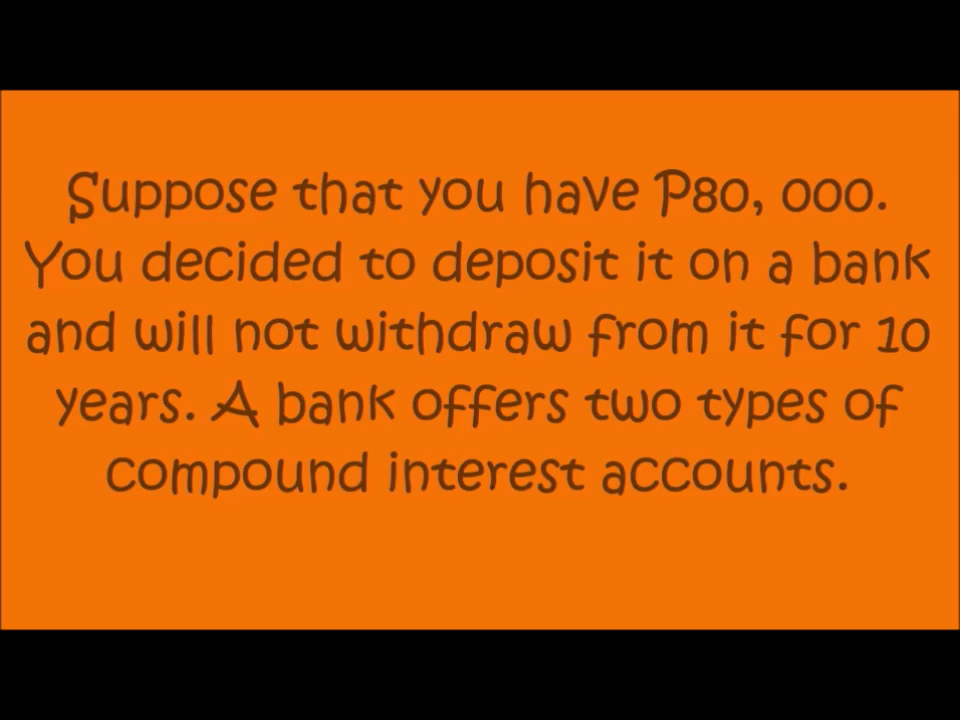 Suppose that you have P80, 000.
You decided to deposit it on a bank
and will not withdraw from it for 10
years. A bank offers two types of
compound interest accounts.